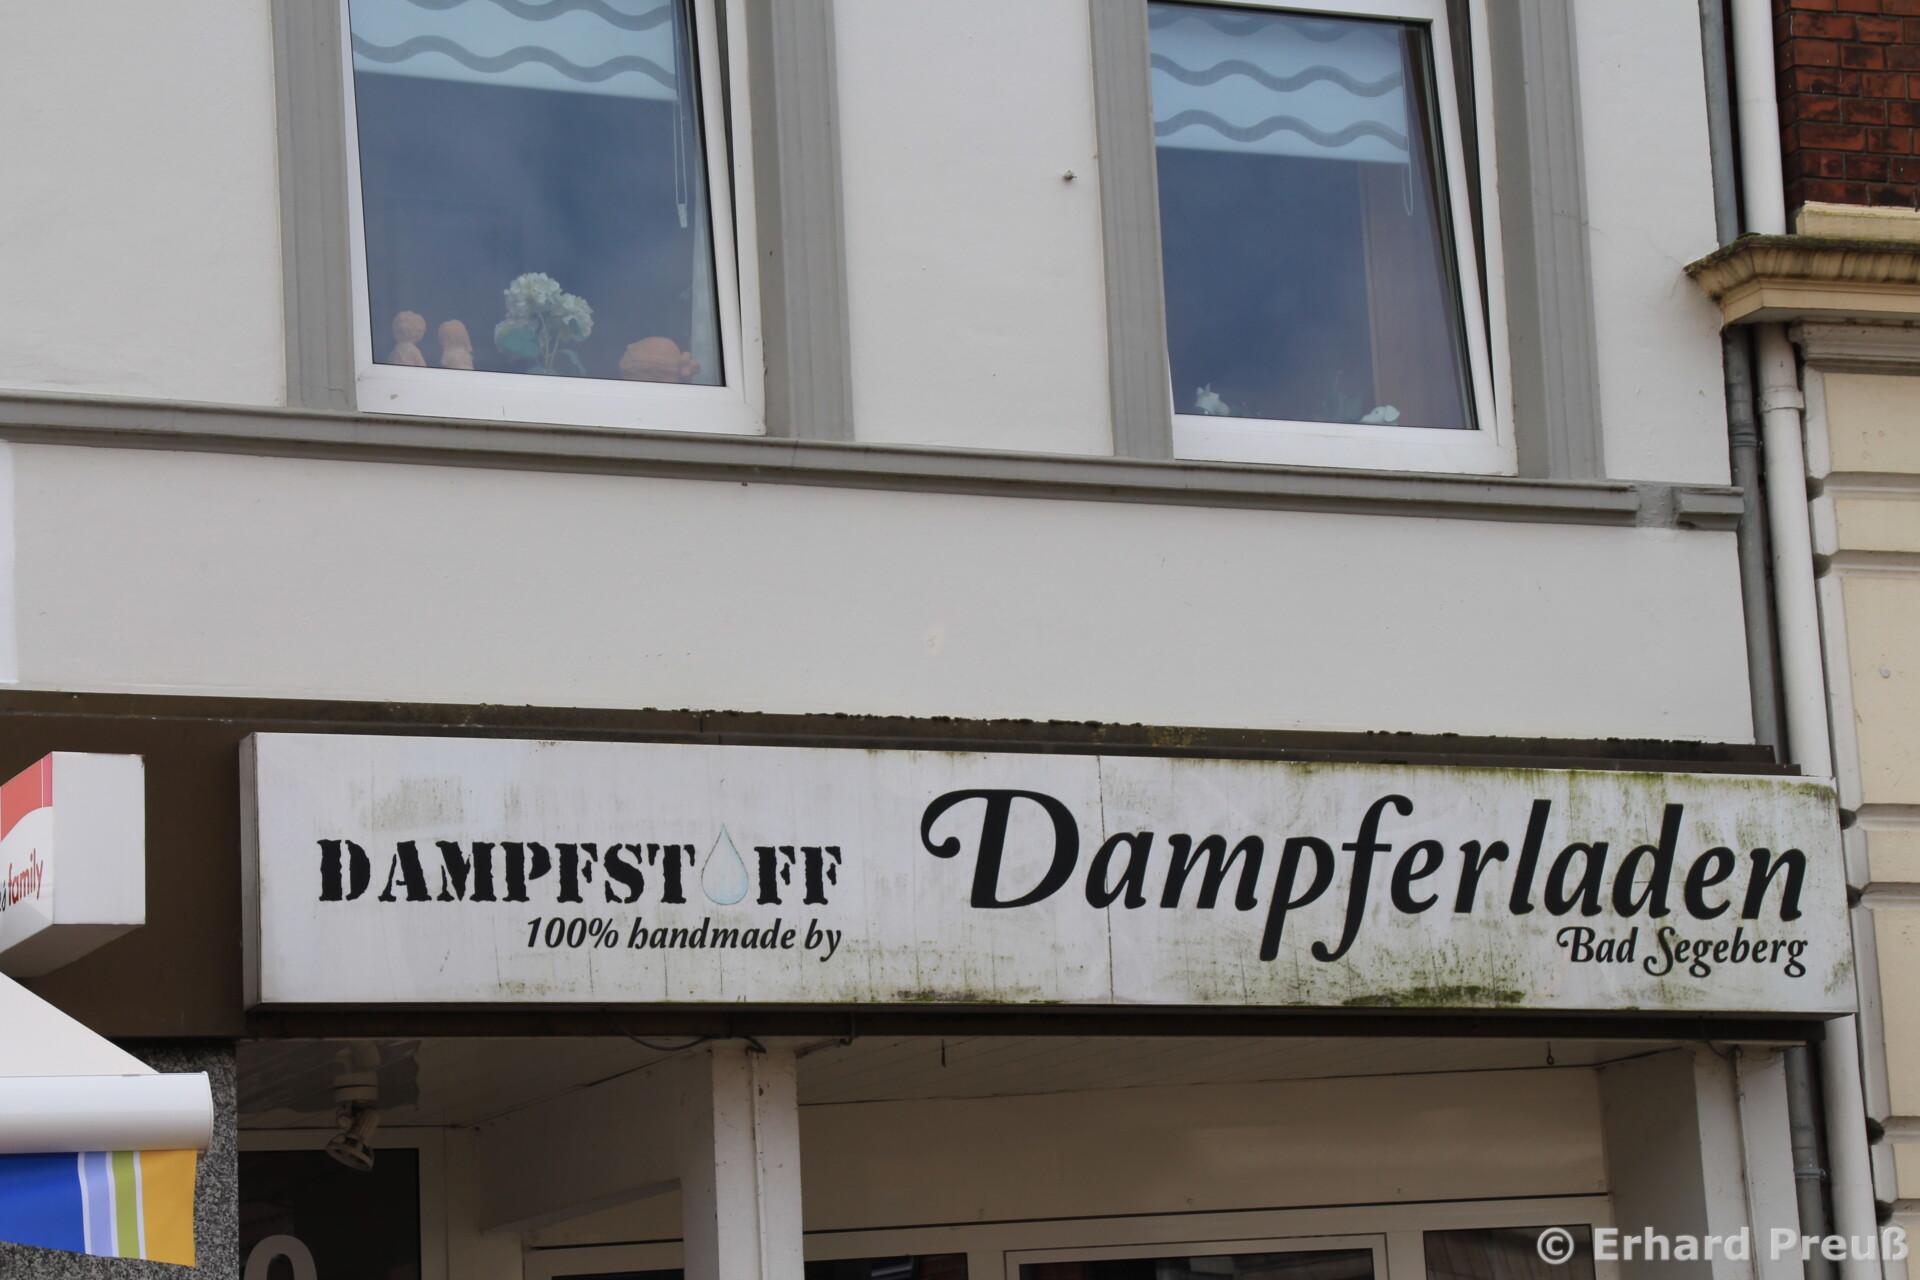 DAMPFSTOFF
100% handmade by
Dampferladen
Bad Segeberg
family
© Erhard Preuß